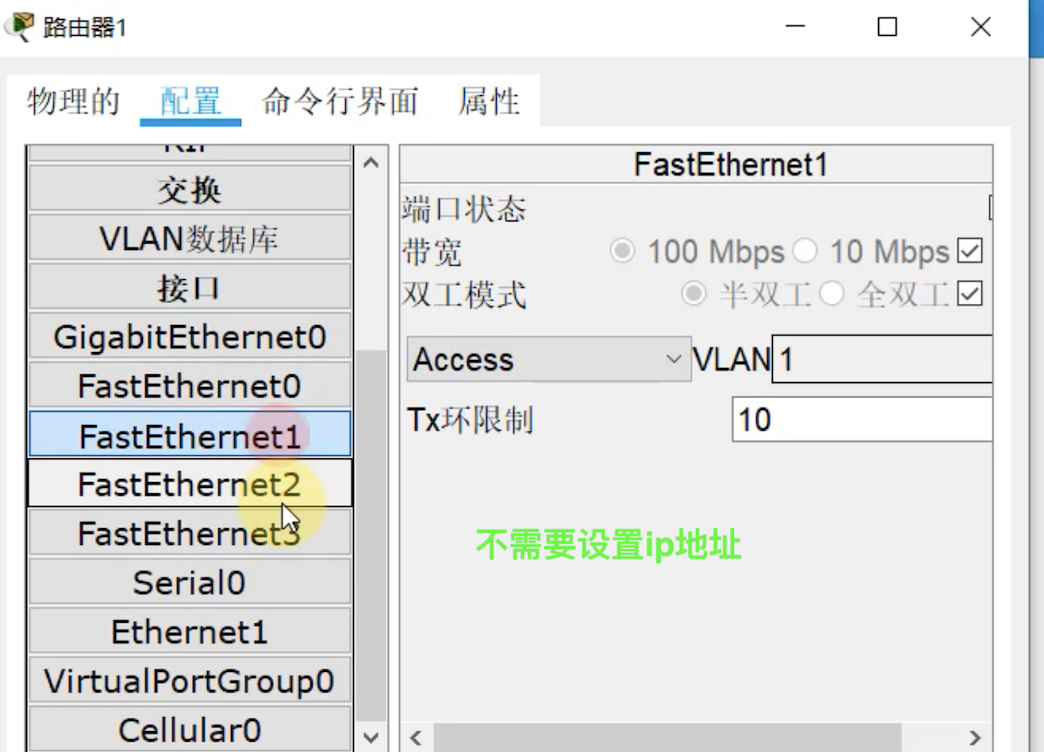 路由器1
物理的 配置 命令行界面 属性
交换
VLAN数据库
接口
GigabitEthernet0
FastEthernet0
FastEthernet1
FastEthernet2
FastEthernet3
Serial0
Ethernet1
VirtualPortGroup0
Cellular0
FastEthernet1
端口状态
带宽 100 Mbps 10 Mbps
双工模式 半双工 全双工
Access VLAN 1
Tx环限制 10
不需要设置ip地址